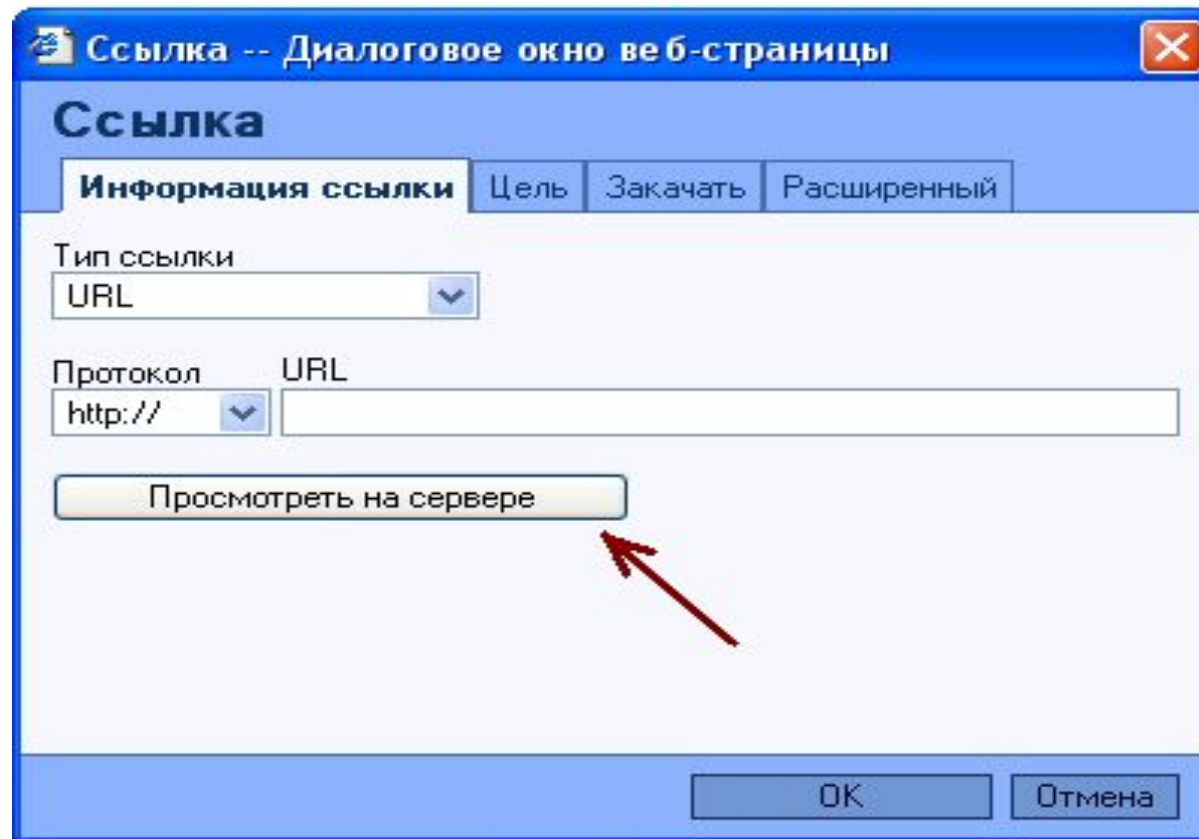 Ссылка -- Диалоговое окно веб-страницы
Ссылка
Информация ссылки Цель Закачать Расширенный
Тип ссылки
URL
Протокол URL
http://
Просмотреть на сервере
OK Отмена